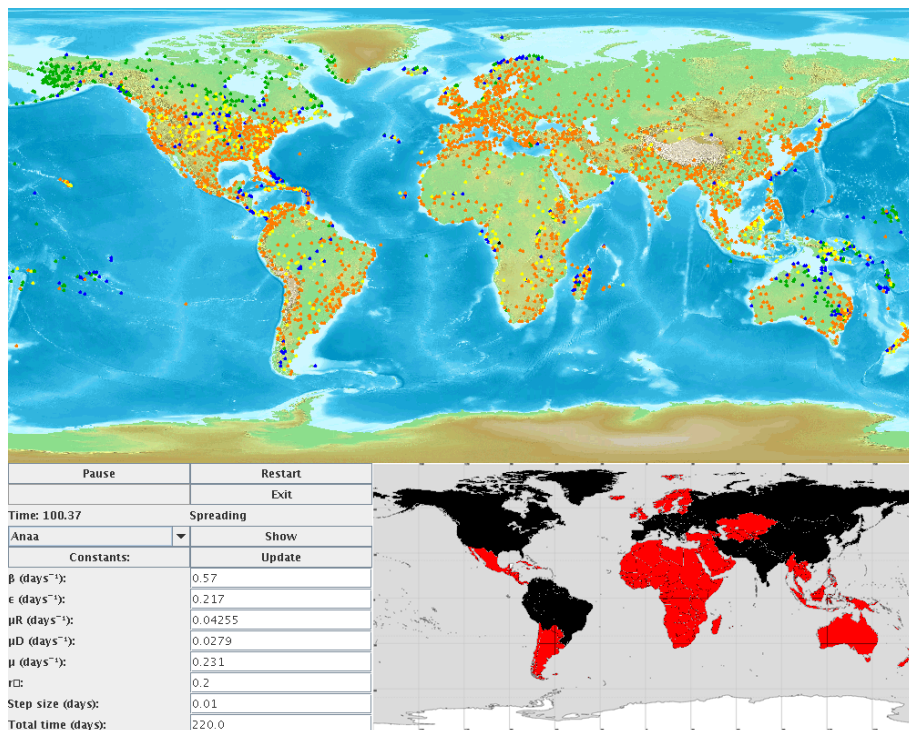 Pause Restart
Exit
Time: 100.37 Spreading
Anaa Show
Constants: Update
β (days⁻¹): 0.57
ϵ (days⁻¹): 0.217
μR (days⁻¹): 0.04255
μD (days⁻¹): 0.0279
μ (days⁻¹): 0.231
r□: 0.2
Step size (days): 0.01
Total time (days): 220.0